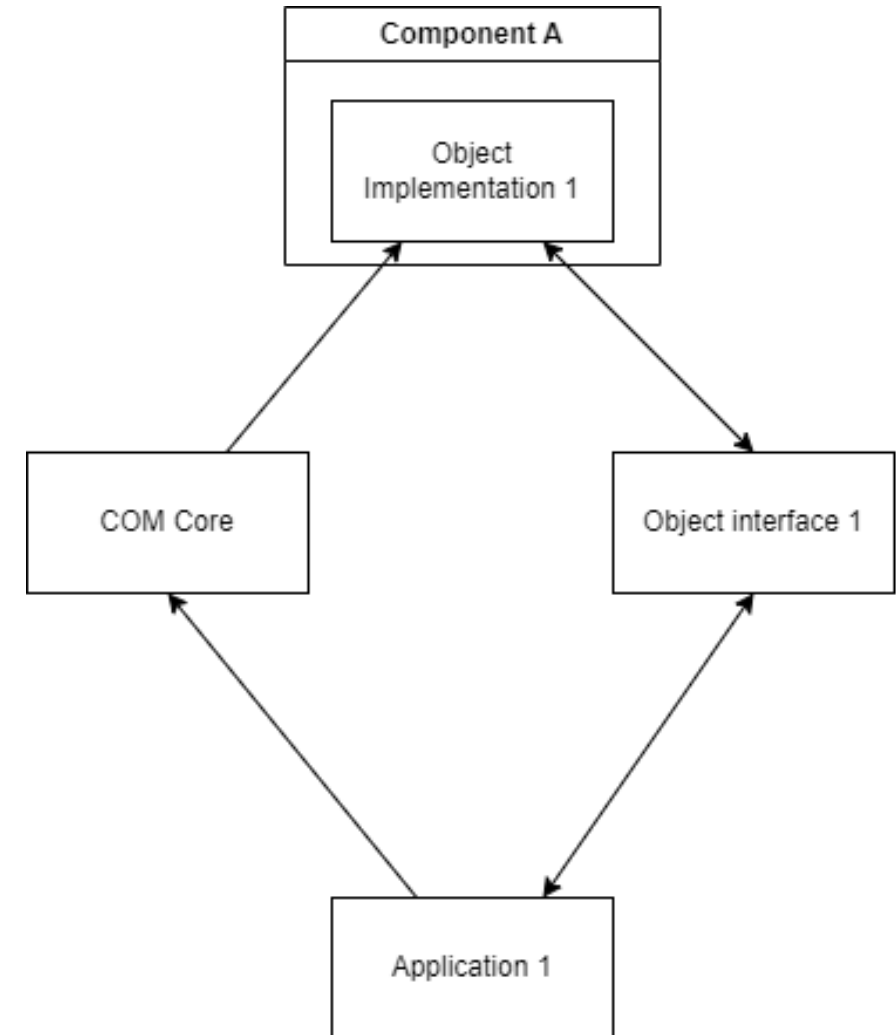 Component A
Object
Implementation 1
COM Core
Object interface 1
Application 1